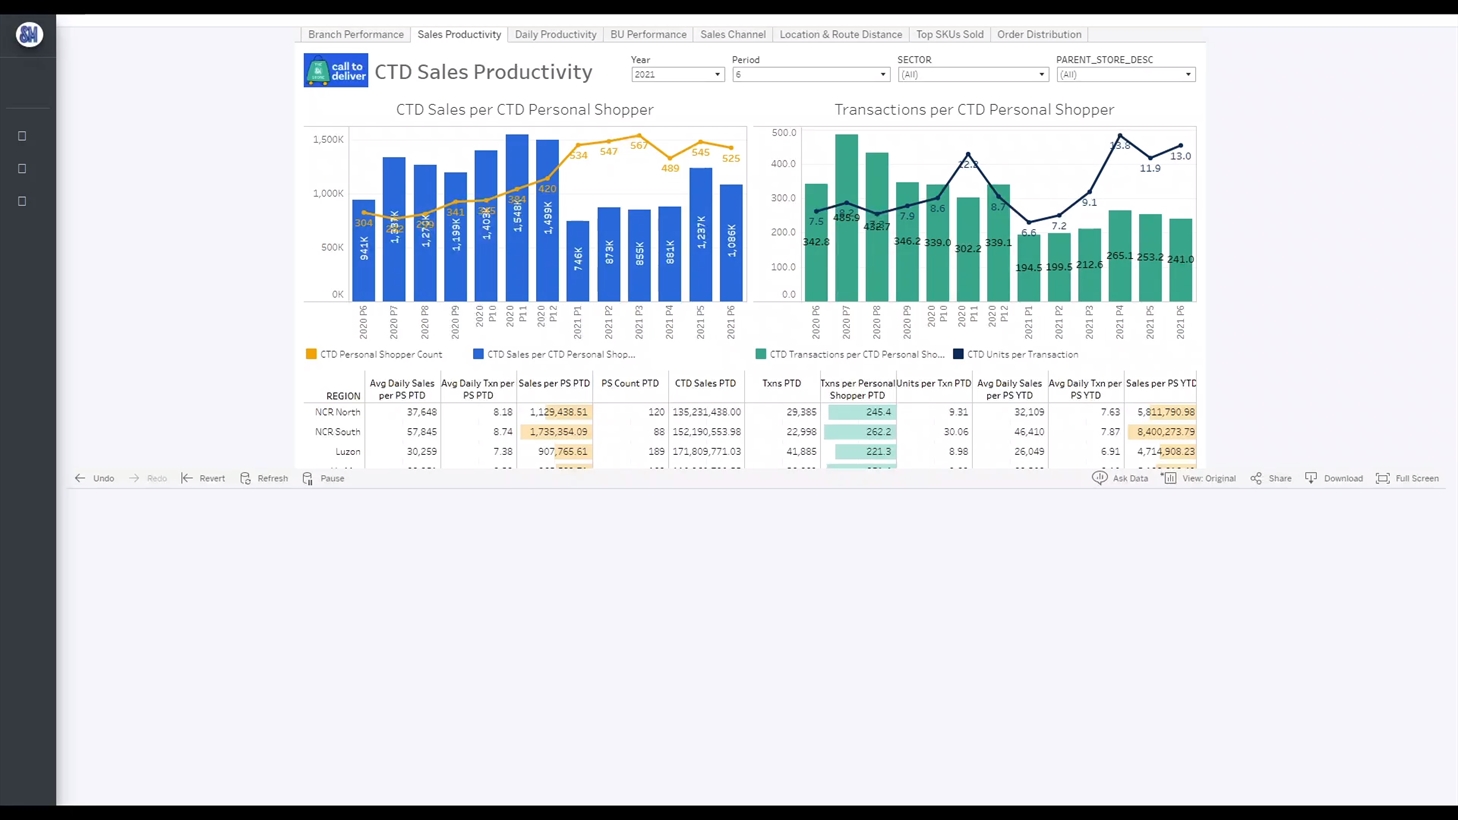 SM
Branch Performance Sales Productivity Daily Productivity BU Performance Sales Channel Location & Route Distance Top SKUs Sold Order Distribution
call to
deliver
CTD Sales Productivity
Year
2021
Period
6
SECTOR
(All)
PARENT_STORE_DESC
(All)
CTD Sales per CTD Personal Shopper
1,500K
1,000K
500K
0K
304 341 384 420 534 547 567 489 545 525
941K 1,337K 1,199K 1,403K 1,548K 1,499K 746K 873K 855K 881K 1,237K 1,086K
2020 P6 2020 P7 2020 P8 2020 P9 2020 P10 2020 P11 2020 P12 2021 P1 2021 P2 2021 P3 2021 P4 2021 P5 2021 P6
CTD Personal Shopper Count CTD Sales per CTD Personal Shop...
Transactions per CTD Personal Shopper
500.0
400.0
300.0
200.0
100.0
0.0
7.5 7.9 8.6 12.2 8.7 6.6 7.2 9.1 13.8 11.9 13.0
342.8 485.9 432.7 346.2 339.0 302.2 339.1 194.5 199.5 212.6 265.1 253.2 241.0
2020 P6 2020 P7 2020 P8 2020 P9 2020 P10 2020 P11 2020 P12 2021 P1 2021 P2 2021 P3 2021 P4 2021 P5 2021 P6
CTD Transactions per CTD Personal Sho... CTD Units per Transaction
REGION Avg Daily Sales per PS PTD Avg Daily Txn per PS PTD Sales per PS PTD PS Count PTD CTD Sales PTD Txns PTD Txns per Personal Shopper PTD Units per Txn PTD Avg Daily Sales per PS YTD Avg Daily Txn per PS YTD Sales per PS YTD
NCR North 37,648 8.18 1,129,438.51 120 135,231,438.00 29,385 245.4 9.31 32,109 7.63 5,811,790.98
NCR South 57,845 8.74 1,735,354.09 88 152,190,553.98 22,998 262.2 30.06 46,410 7.87 8,400,273.79
Luzon 30,259 7.38 907,765.61 189 171,809,771.03 41,885 221.3 8.98 26,049 6.91 4,714,908.23
Undo Redo Revert Refresh Pause Ask Data View: Original Share Download Full Screen